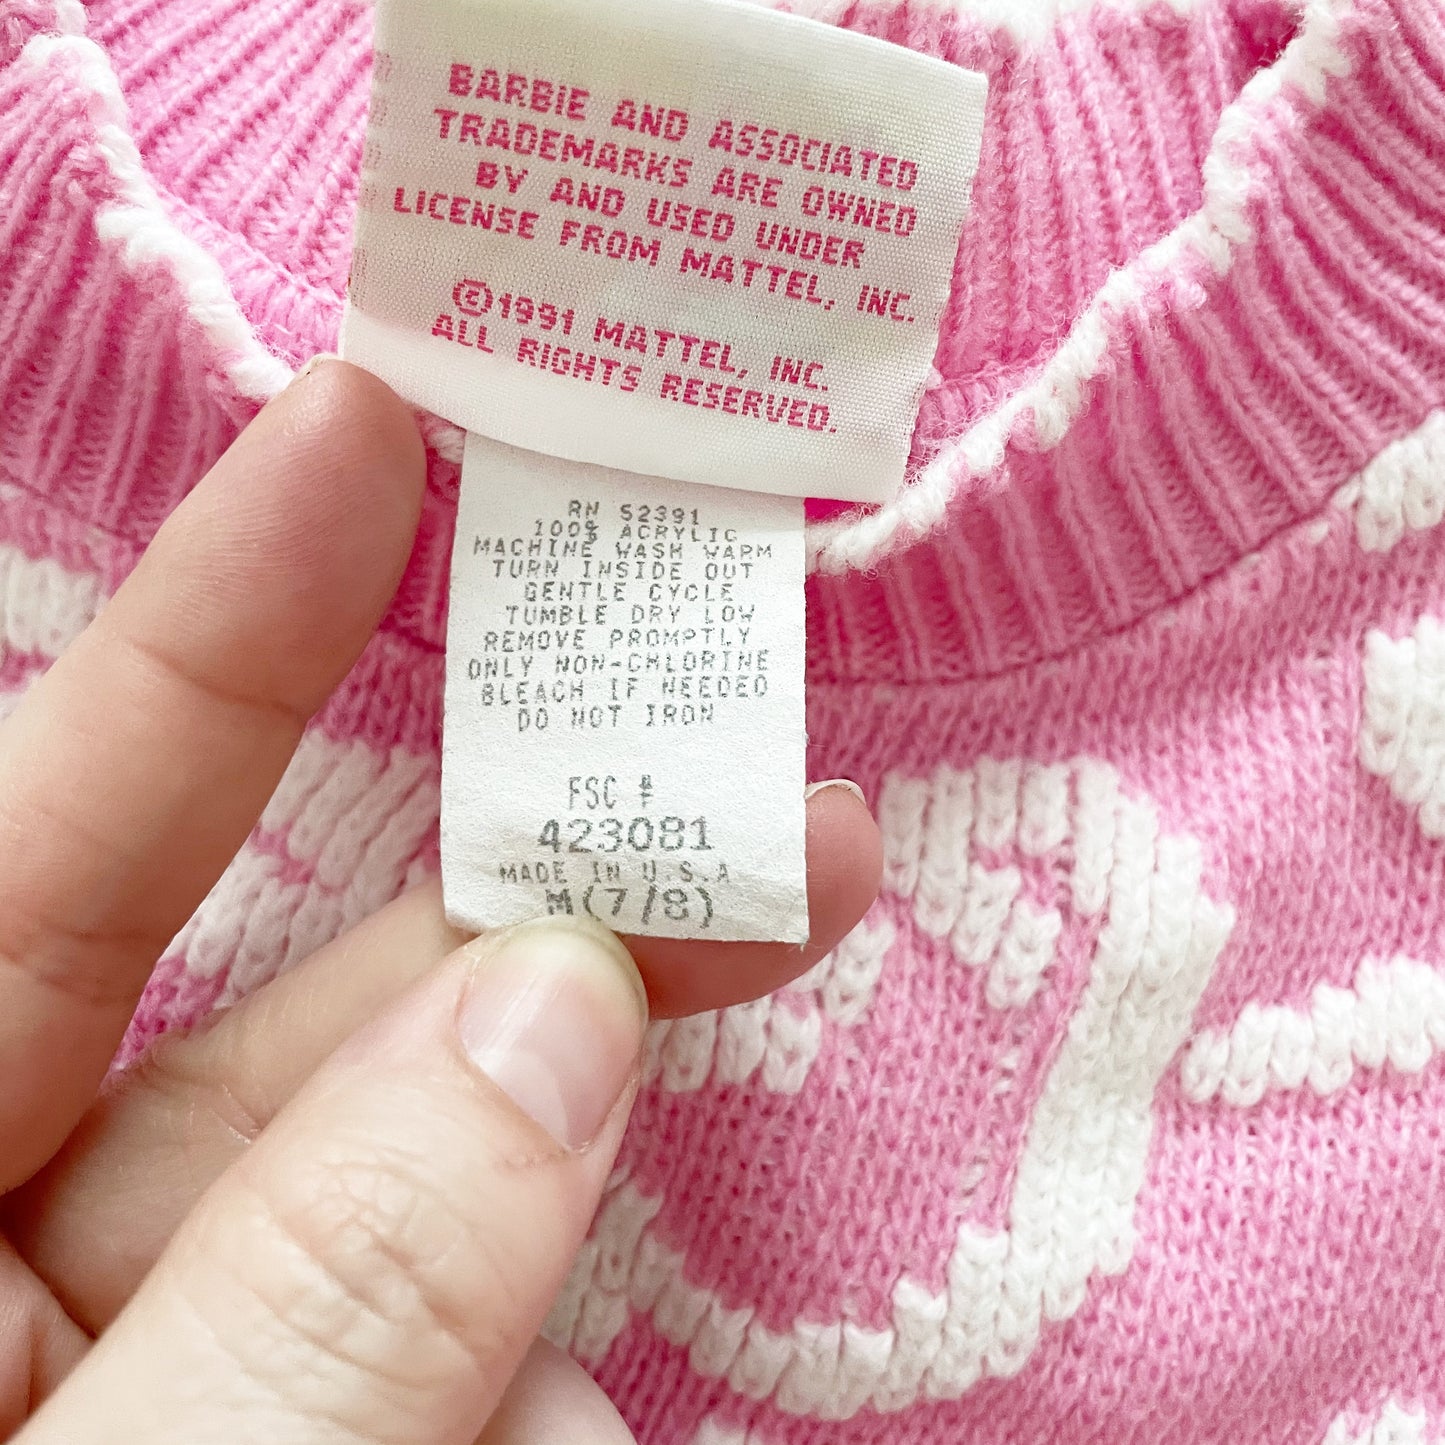 BARBIE AND ASSOCIATED
TRADEMARKS ARE OWNED
BY AND USED UNDER
LICENSE FROM MATTEL, INC.
©1991 MATTEL, INC.
ALL RIGHTS RESERVED.
RN 52391
100% ACRYLIC
MACHINE WASH WARM
TURN INSIDE OUT
GENTLE CYCLE
TUMBLE DRY LOW
REMOVE PROMPTLY
ONLY NON-CHLORINE
BLEACH IF NEEDED
DO NOT IRON
FSC #
423081
MADE IN U.S.A
M(7/8)